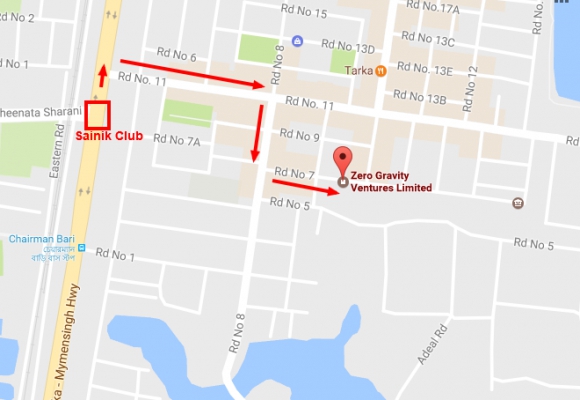 Rd No 15
Rd No 17A
Rd No 6
Rd No 8
Rd No 13D
Rd No 13C
Rd No 1
Tarka
Rd No 13E
Rd No. 11
Rd No. 11
Rd No 13B
Rd No 12
heenata Sharani
Sainik Club
Rd No 9
Eastern Rd
Rd No 7A
Rd No 7
Zero Gravity
Ventures Limited
Rd No 5
Chairman Bari
চেয়ারম্যান
বাড়ি বাস স্টপ
Rd No 1
Rd No 5
ka - Mymensingh Hwy
Rd No 8
Adeal Rd